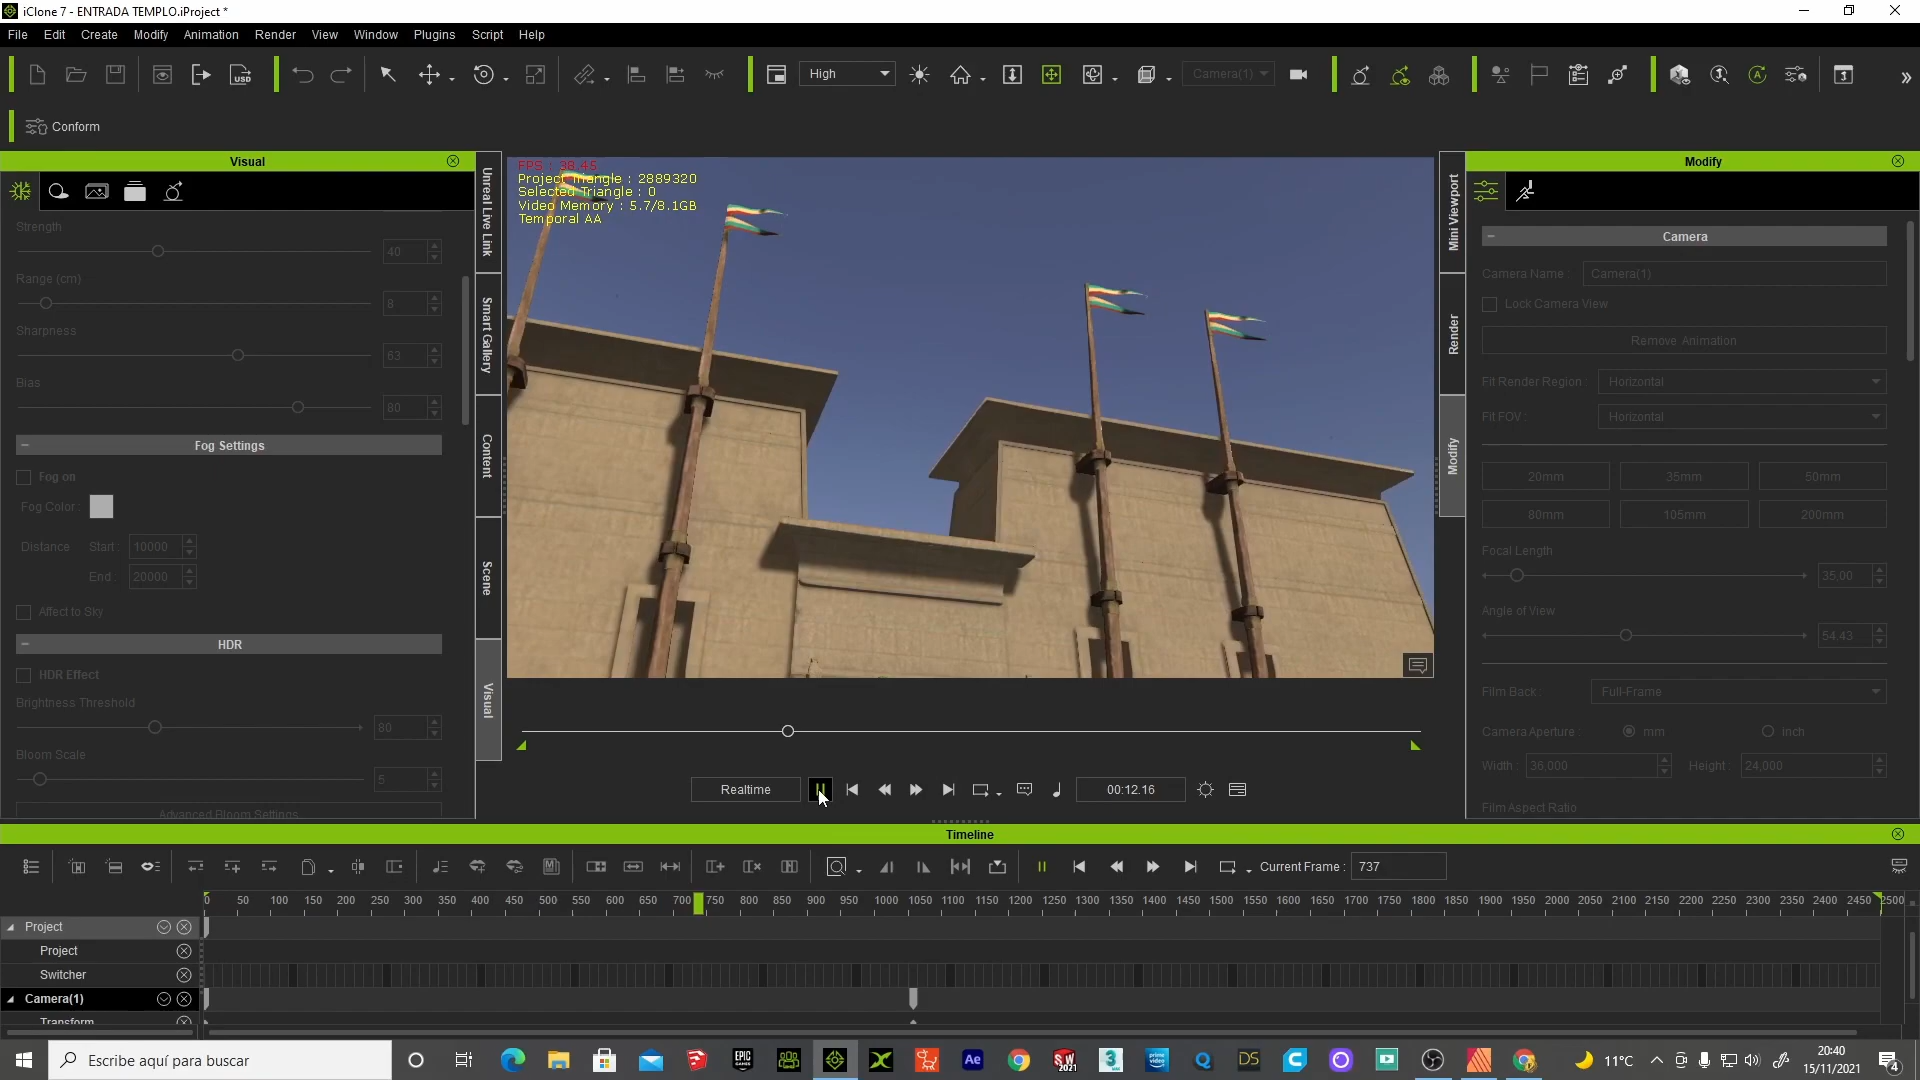 iClone 7 - ENTRADA TEMPLO.iProject *
File Edit Create Modify Animation Render View Window Plugins Script Help
High
Camera(1)
Conform
Visual
Strength
40
Range (cm)
8
Sharpness
63
Bias
80
Fog Settings
Fog on
Fog Color :
Distance Start : 10000
End : 20000
Affect to Sky
HDR
HDR Effect
Brightness Threshold
80
Bloom Scale
5
Advanced Bloom Settings
Unreal Live Link
Smart Gallery
Content
Scene
Visual
FPS : 38.45
Project Triangle : 2889320
Selected Triangle : 0
Video Memory : 5.7/8.1GB
Temporal AA
Realtime
00:12.16
Mini Viewport
Render
Modify
Modify
Camera
Camera Name : Camera(1)
Lock Camera View
Remove Animation
Fit Render Region : Horizontal
Fit FOV : Horizontal
20mm 35mm 50mm
80mm 105mm 200mm
Focal Length
35,00
Angle of View
54.43
Film Back : Full-Frame
Camera Aperture : mm inch
Width : 36,000 Height : 24,000
Film Aspect Ratio
Timeline
Current Frame : 737
0 50 100 150 200 250 300 350 400 450 500 550 600 650 700 750 800 850 900 950 1000 1050 1100 1150 1200 1250 1300 1350 1400 1450 1500 1550 1600 1650 1700 1750 1800 1850 1900 1950 2000 2050 2100 2150 2200 2250 2300 2350 2400 2450 2500
Project
Project
Switcher
Camera(1)
Transform
Escribe aquí para buscar
EPIC GAMES
Ae
SW 2021
3
prime video
DS
11°C
20:40
15/11/2021
4